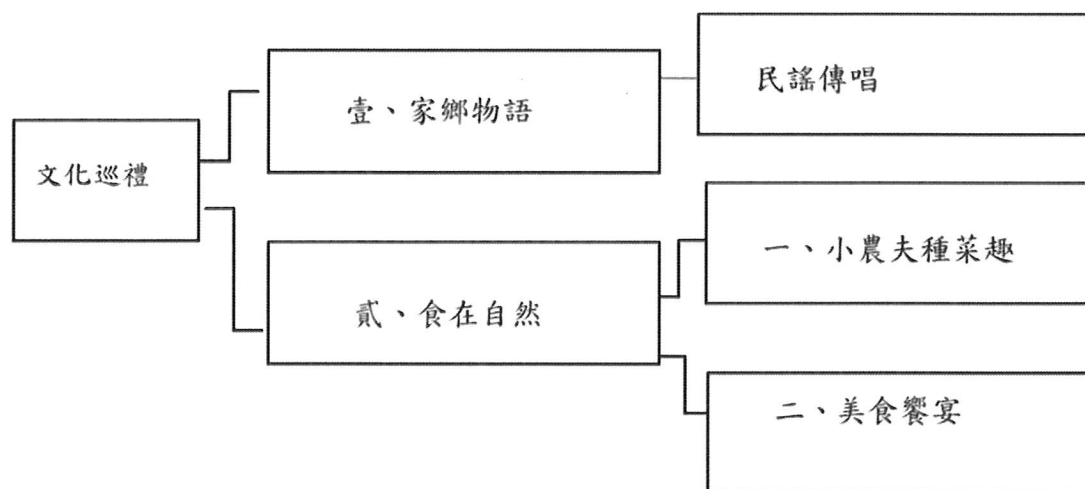 文化巡禮
壹、家鄉物語
民謠傳唱
貳、食在自然
一、小農夫種菜趣
二、美食饗宴